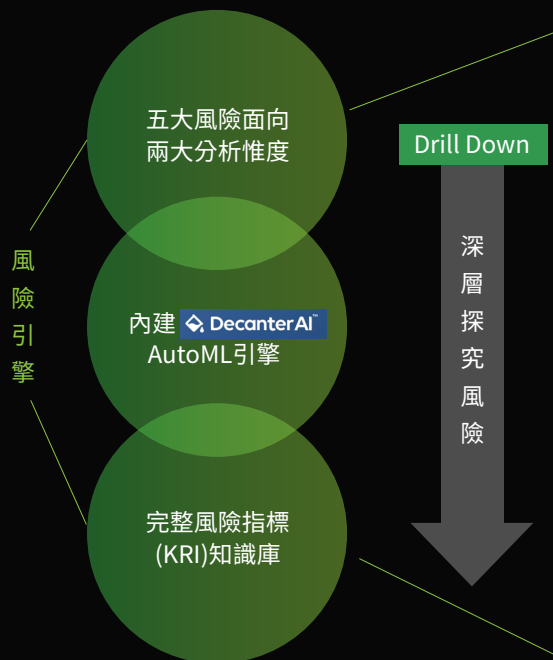 五大風險面向
兩大分析惟度
Drill Down
深層探究風險
風險引擎
內建 DecanterAI™
AutoML引擎
完整風險指標
(KRI)知識庫